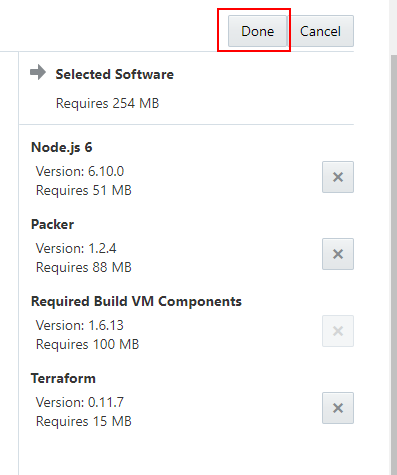 Done Cancel
Selected Software
Requires 254 MB
Node.js 6
Version: 6.10.0
Requires 51 MB
Packer
Version: 1.2.4
Requires 88 MB
Required Build VM Components
Version: 1.6.13
Requires 100 MB
Terraform
Version: 0.11.7
Requires 15 MB